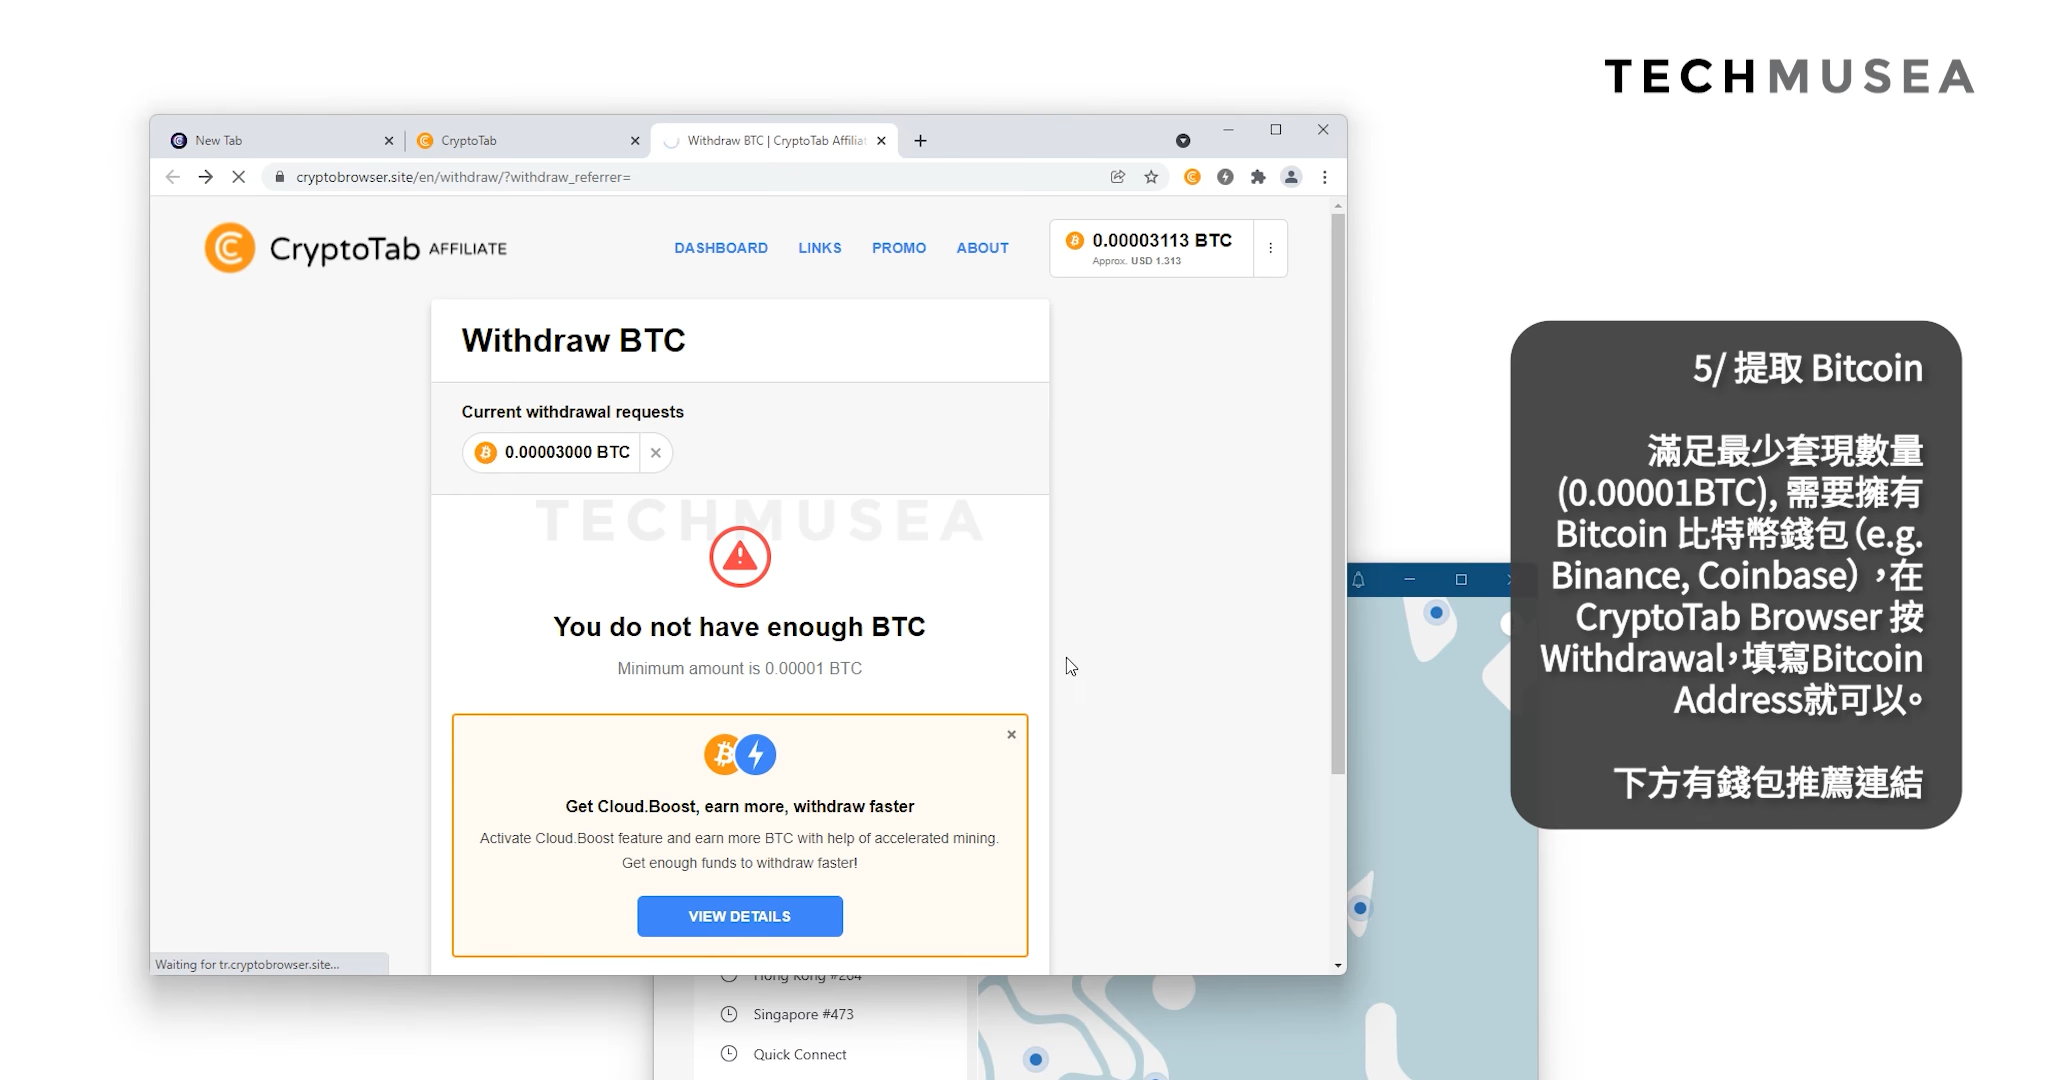 TECHMUSEA
New Tab
CryptoTab
Withdraw BTC | CryptoTab Affiliat
cryptobrowser.site/en/withdraw/?withdraw_referrer=
CryptoTab AFFILIATE
DASHBOARD
LINKS
PROMO
ABOUT
0.00003113 BTC
Approx. USD 1.313
Withdraw BTC
Current withdrawal requests
0.00003000 BTC
TECHMUSEA
You do not have enough BTC
Minimum amount is 0.00001 BTC
Get Cloud.Boost, earn more, withdraw faster
Activate Cloud.Boost feature and earn more BTC with help of accelerated mining.
Get enough funds to withdraw faster!
VIEW DETAILS
Waiting for tr.cryptobrowser.site...
Hong Kong #264
Singapore #473
Quick Connect
5/ 提取 Bitcoin
滿足最少套現數量
(0.00001BTC), 需要擁有
Bitcoin 比特幣錢包（e.g.
Binance, Coinbase），在
CryptoTab Browser 按
Withdrawal，填寫Bitcoin
Address就可以。
下方有錢包推薦連結